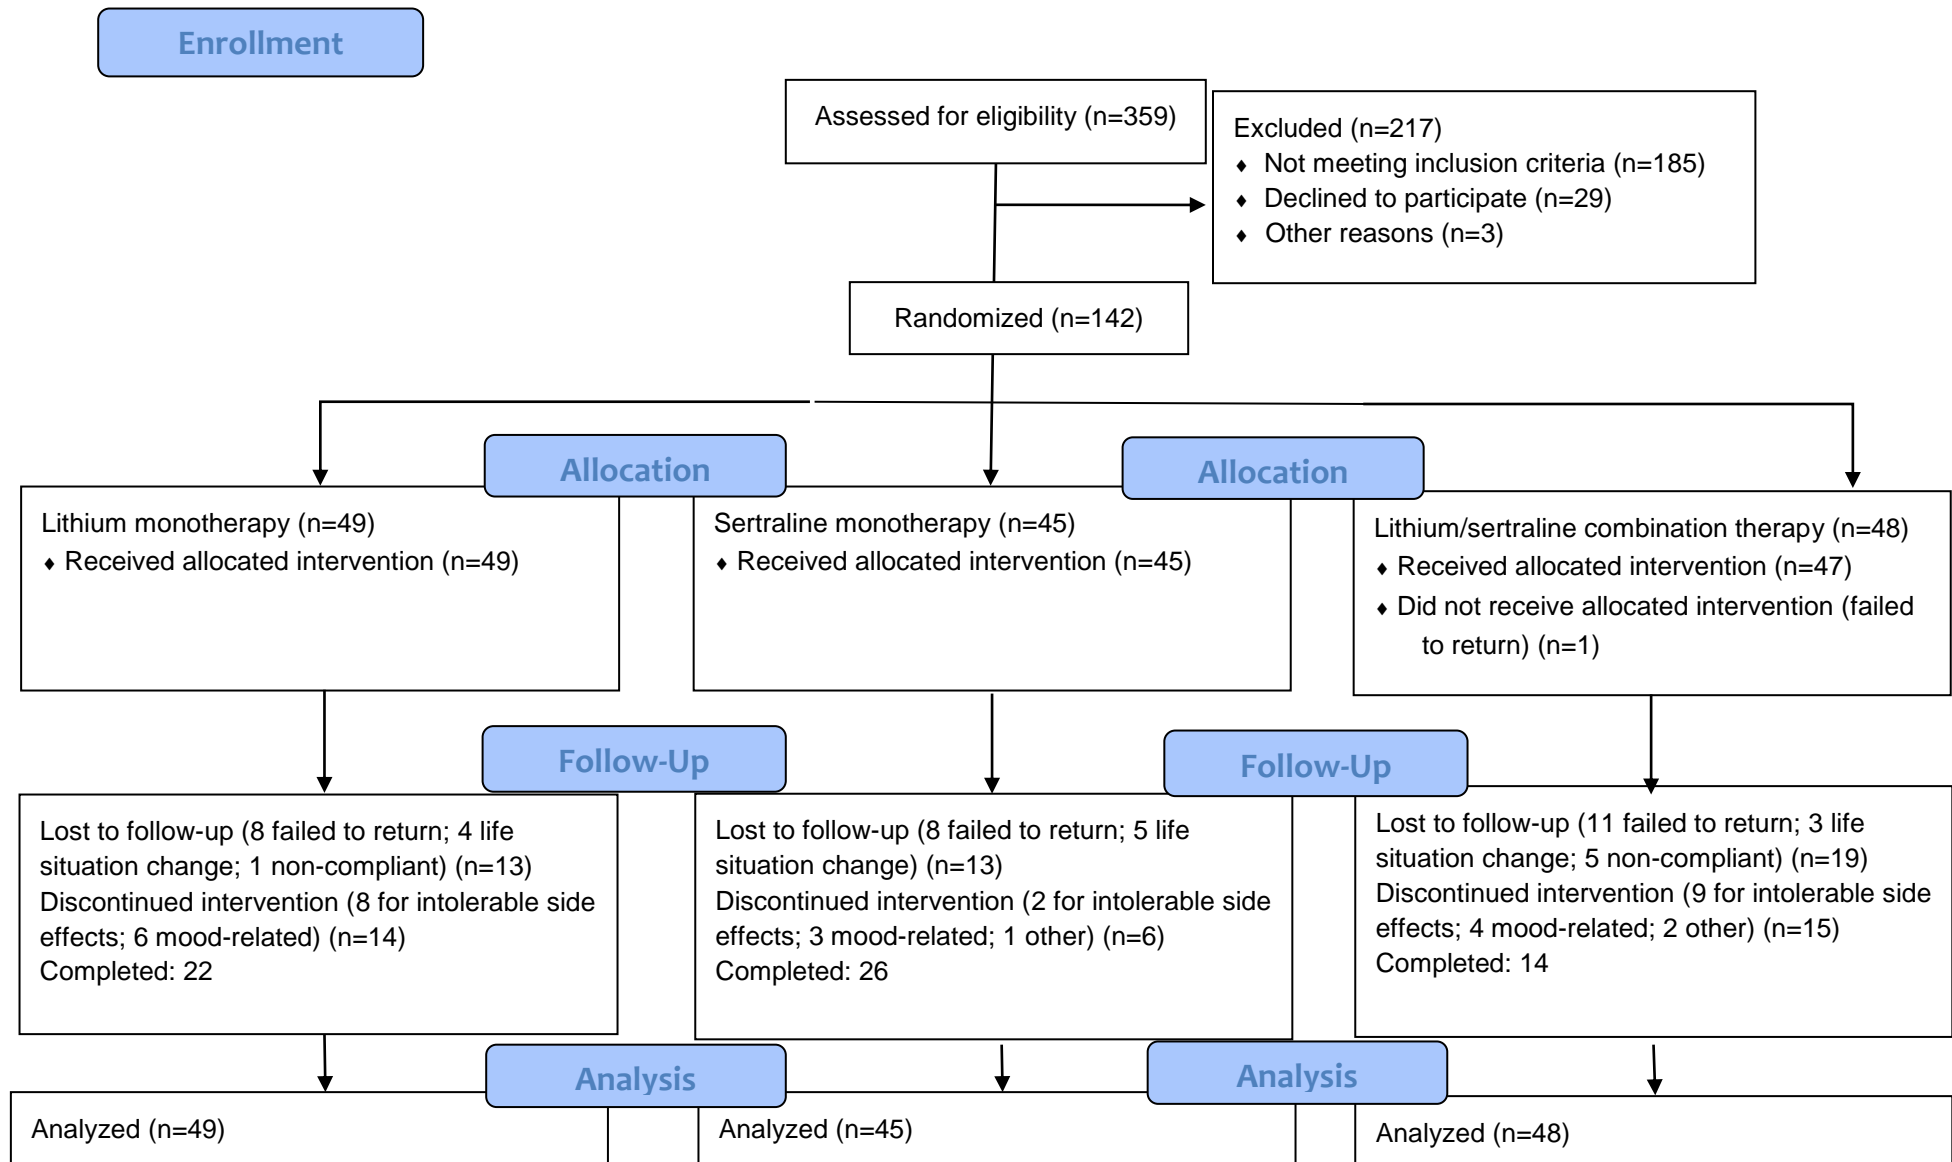 Enrollment
Assessed for eligibility (n=359)
Excluded (n=217)
♦ Not meeting inclusion criteria (n=185)
♦ Declined to participate (n=29)
♦ Other reasons (n=3)
Randomized (n=142)
Allocation
Allocation
Lithium monotherapy (n=49)
♦ Received allocated intervention (n=49)
Sertraline monotherapy (n=45)
♦ Received allocated intervention (n=45)
Lithium/sertraline combination therapy (n=48)
♦ Received allocated intervention (n=47)
♦ Did not receive allocated intervention (failed
to return) (n=1)
Follow-Up
Follow-Up
Lost to follow-up (8 failed to return; 4 life
situation change; 1 non-compliant) (n=13)
Discontinued intervention (8 for intolerable side
effects; 6 mood-related) (n=14)
Completed: 22
Lost to follow-up (8 failed to return; 5 life
situation change) (n=13)
Discontinued intervention (2 for intolerable side
effects; 3 mood-related; 1 other) (n=6)
Completed: 26
Lost to follow-up (11 failed to return; 3 life
situation change; 5 non-compliant) (n=19)
Discontinued intervention (9 for intolerable side
effects; 4 mood-related; 2 other) (n=15)
Completed: 14
Analysis
Analysis
Analyzed (n=49)
Analyzed (n=45)
Analyzed (n=48)